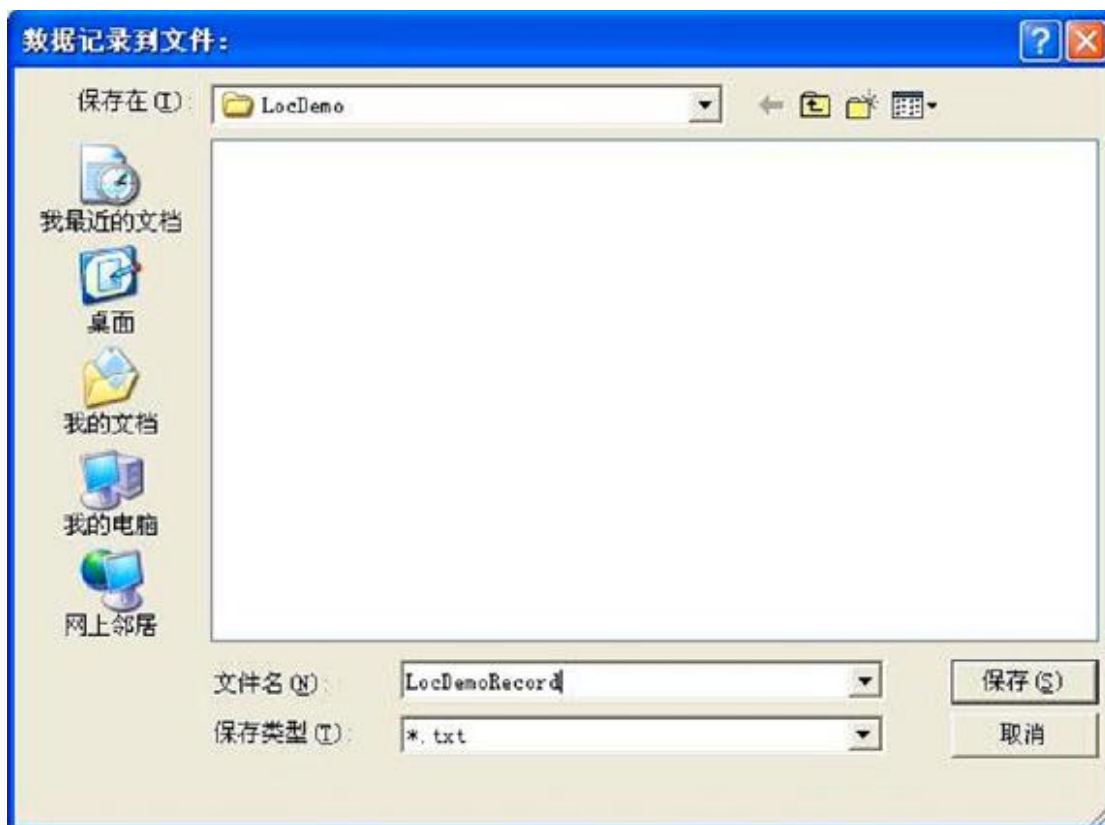 数据记录到文件:
保存在(I):
LocDemo
我最近的文档
桌面
我的文档
我的电脑
网上邻居
文件名(N):
LocDemoRecord
保存(S)
保存类型(T):
*.txt
取消